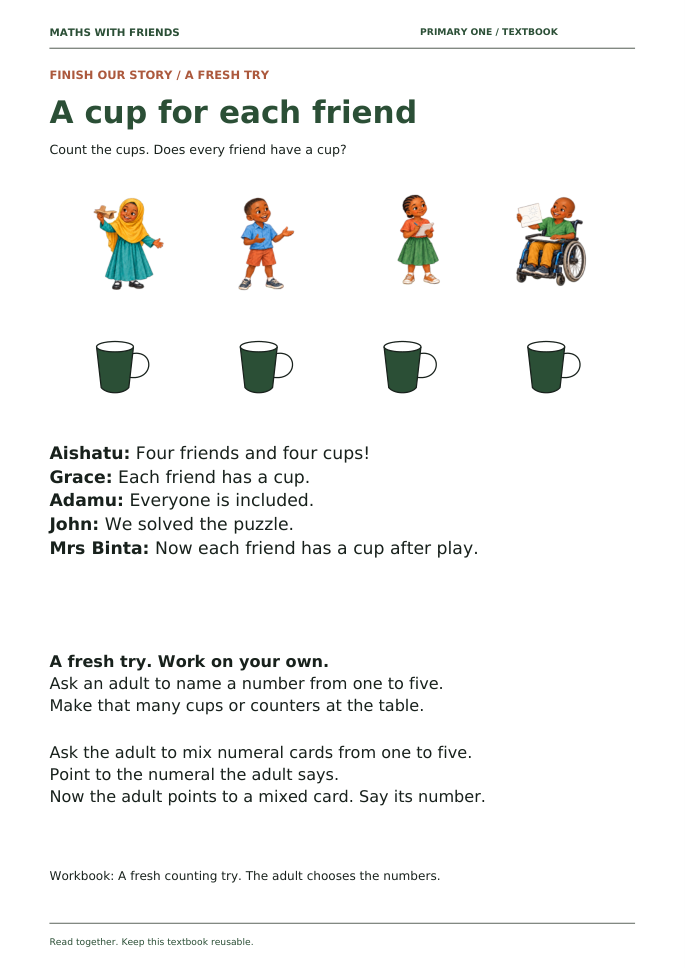 MATHS WITH FRIENDS
PRIMARY ONE / TEXTBOOK
FINISH OUR STORY / A FRESH TRY
A cup for each friend
Count the cups. Does every friend have a cup?
Aishatu: Four friends and four cups!
Grace: Each friend has a cup.
Adamu: Everyone is included.
John: We solved the puzzle.
Mrs Binta: Now each friend has a cup after play.
A fresh try. Work on your own.
Ask an adult to name a number from one to five.
Make that many cups or counters at the table.
Ask the adult to mix numeral cards from one to five.
Point to the numeral the adult says.
Now the adult points to a mixed card. Say its number.
Workbook: A fresh counting try. The adult chooses the numbers.
Read together. Keep this textbook reusable.